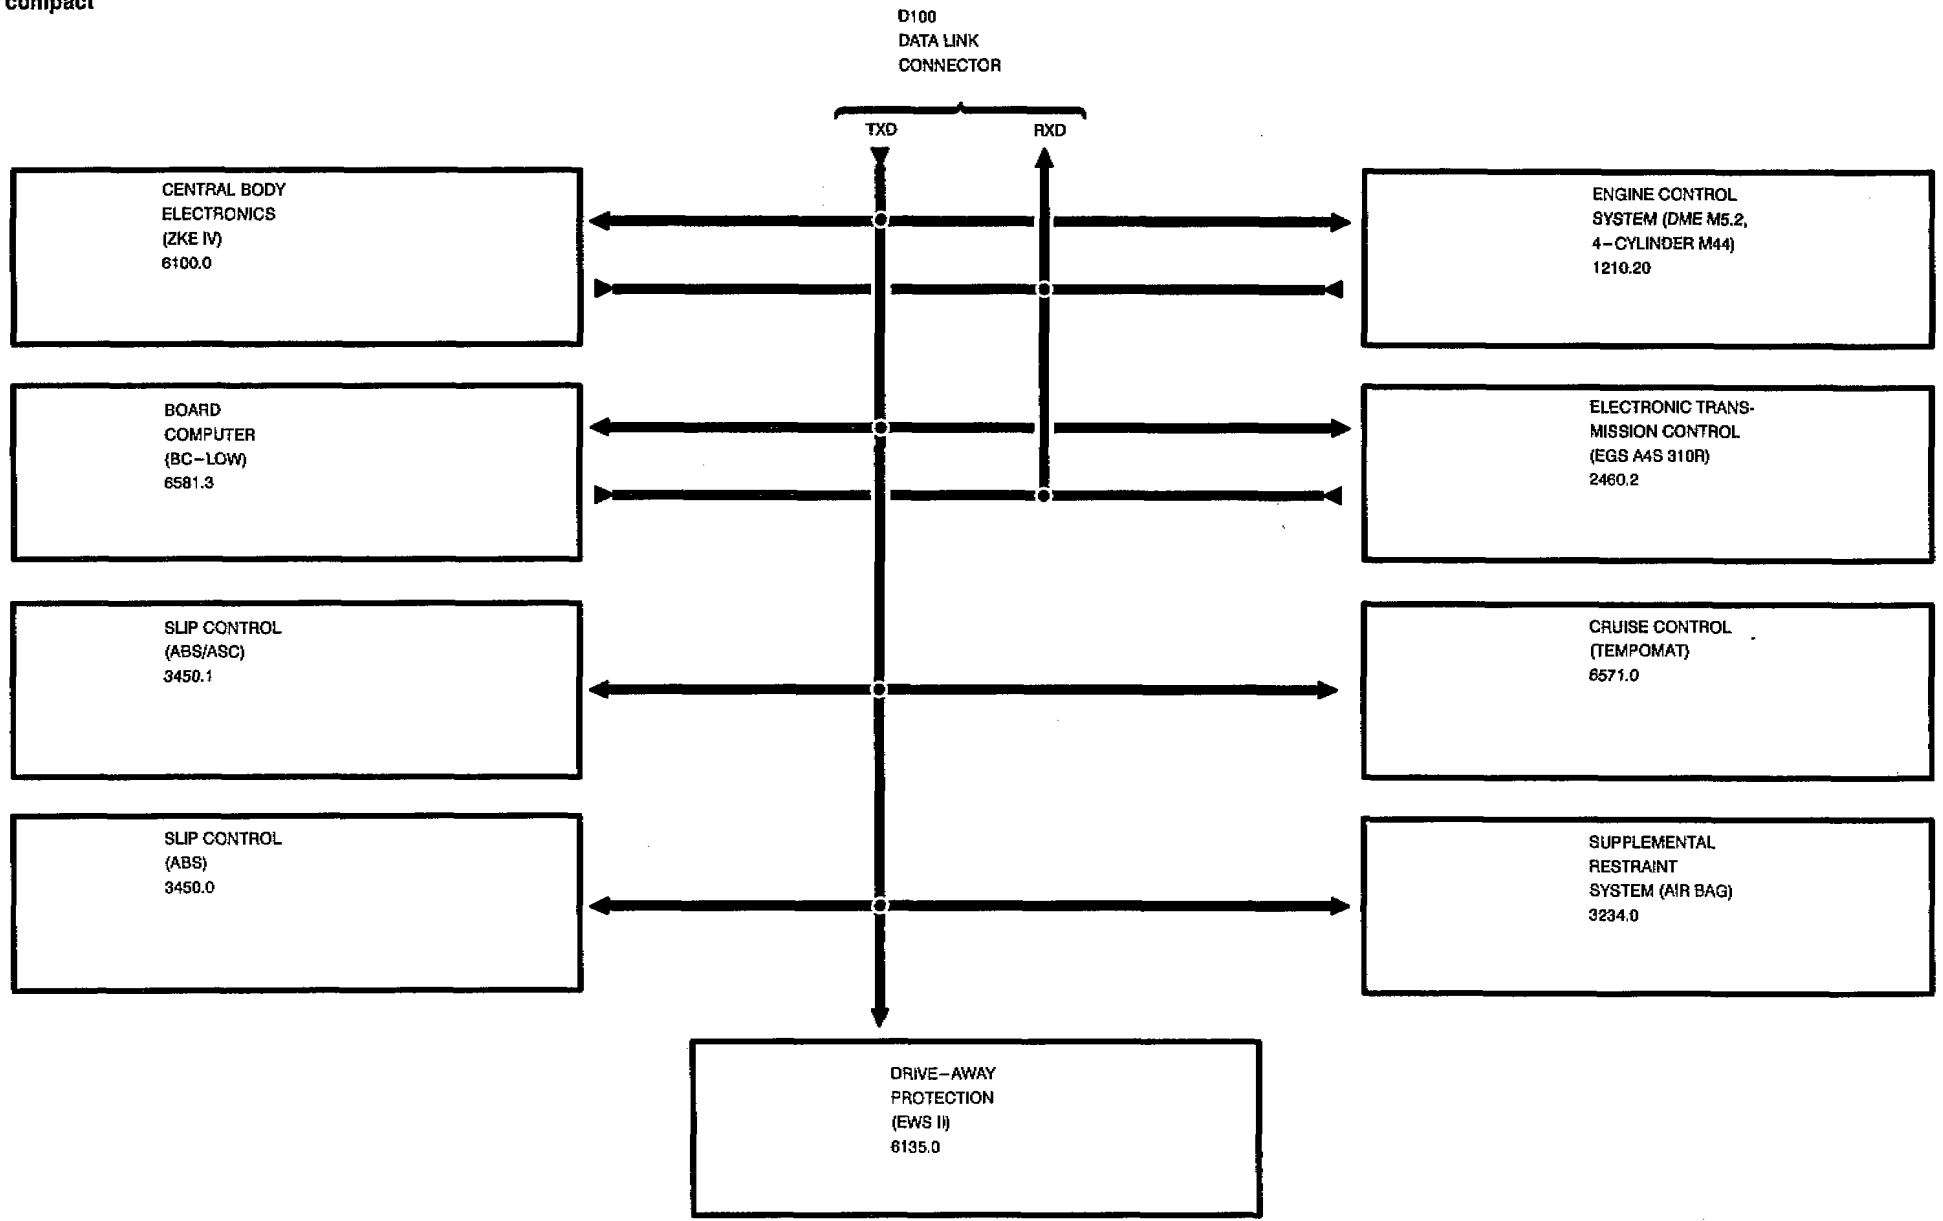 compact
D100
DATA LINK
CONNECTOR
TXD
RXD
CENTRAL BODY
ELECTRONICS
(ZKE IV)
6100.0
ENGINE CONTROL
SYSTEM (DME M5.2,
4-CYLINDER M44)
1210.20
BOARD
COMPUTER
(BC-LOW)
6581.3
ELECTRONIC TRANS-
MISSION CONTROL
(EGS A4S 310R)
2460.2
SLIP CONTROL
(ABS/ASC)
3450.1
CRUISE CONTROL
(TEMPOMAT)
6571.0
SLIP CONTROL
(ABS)
3450.0
SUPPLEMENTAL
RESTRAINT
SYSTEM (AIR BAG)
3234.0
DRIVE-AWAY
PROTECTION
(EWS II)
6135.0